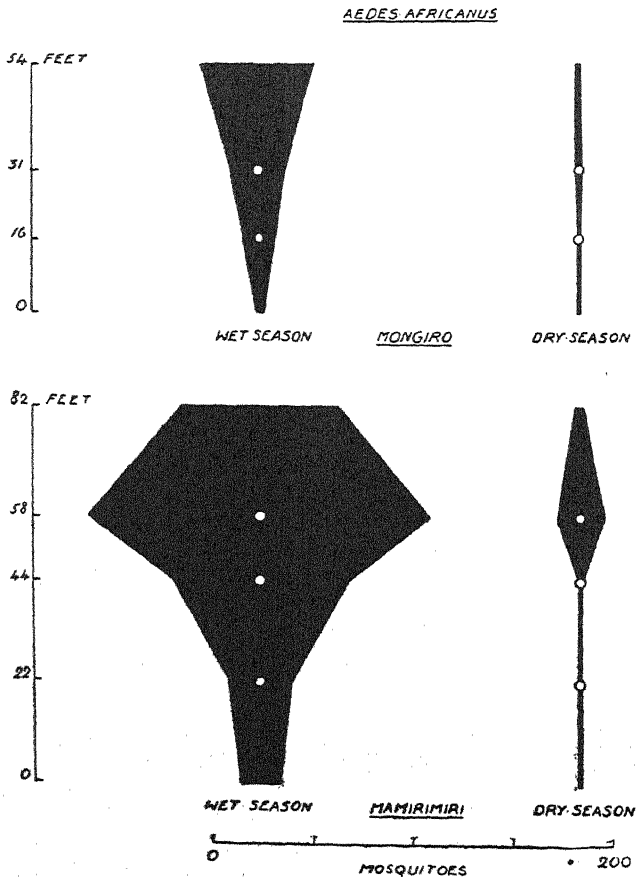 AEDES AFRICANUS
54 FEET
31
16
0
WET SEASON MONGIRO DRY SEASON
82 FEET
58
44
22
0
WET SEASON MAMIRIMIRI DRY SEASON
0 200
MOSQUITOES